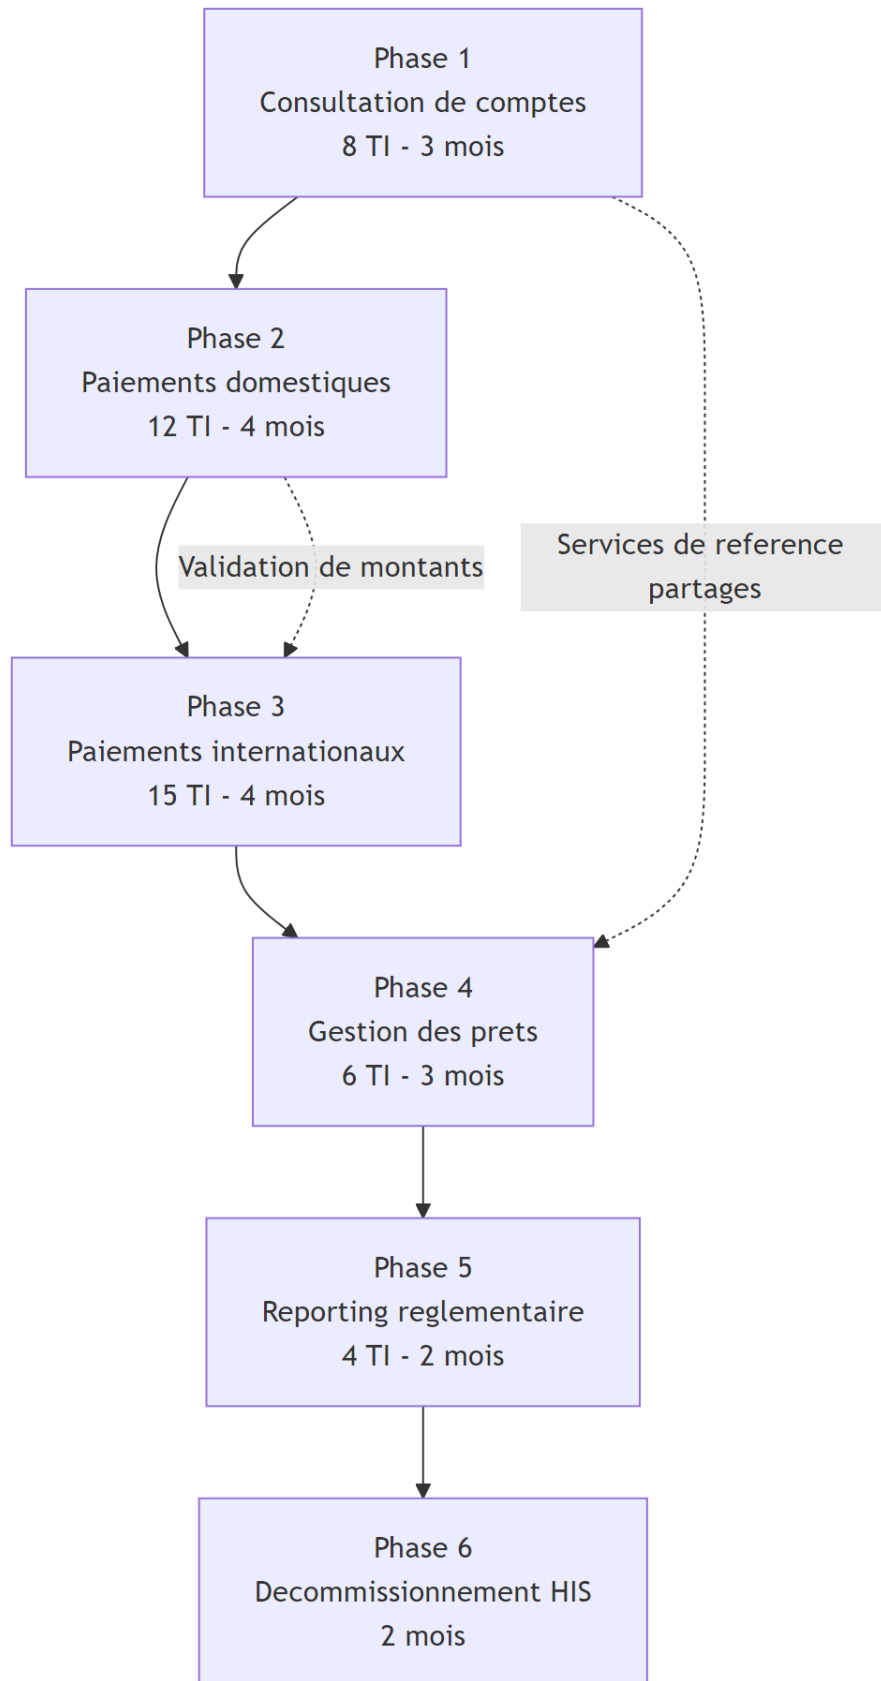 Phase 1
Consultation de comptes
8 TI - 3 mois
Phase 2
Paiements domestiques
12 TI - 4 mois
Validation de montants
Services de reference
partages
Phase 3
Paiements internationaux
15 TI - 4 mois
Phase 4
Gestion des prets
6 TI - 3 mois
Phase 5
Reporting reglementaire
4 TI - 2 mois
Phase 6
Decommissionnement HIS
2 mois